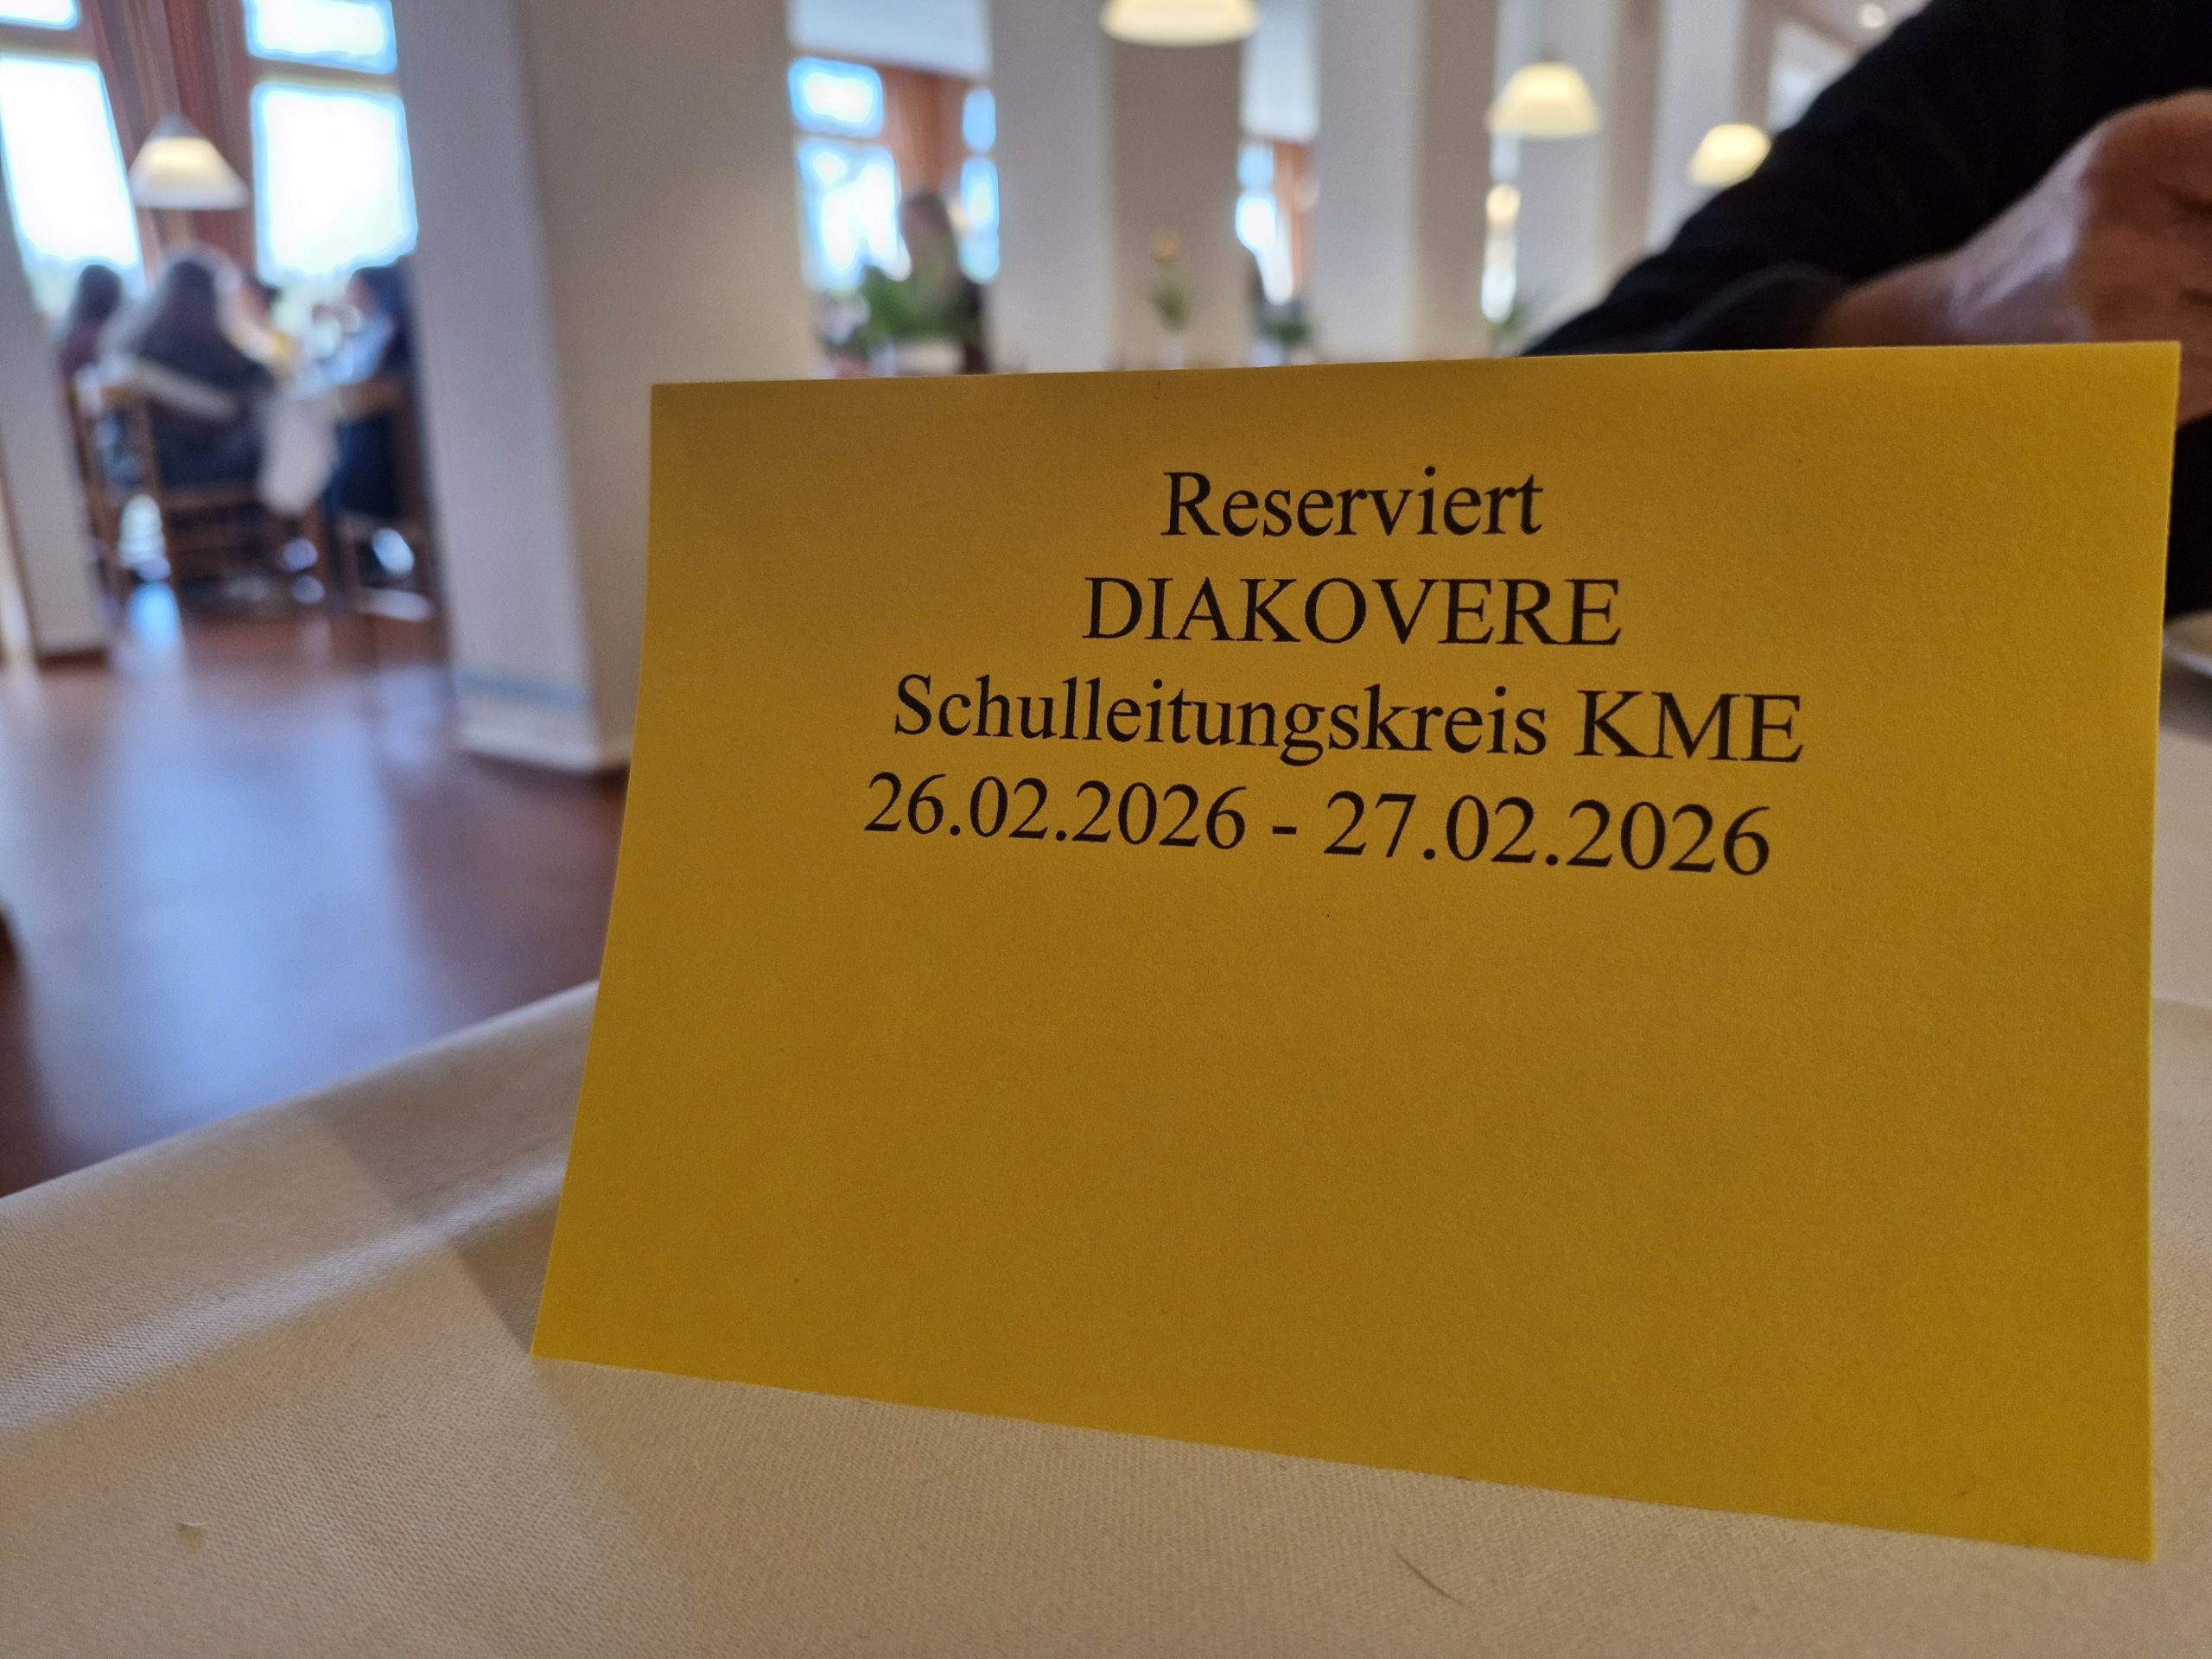 Reserviert
DIAKOVERE
Schulleitungskreis KME
26.02.2026 - 27.02.2026